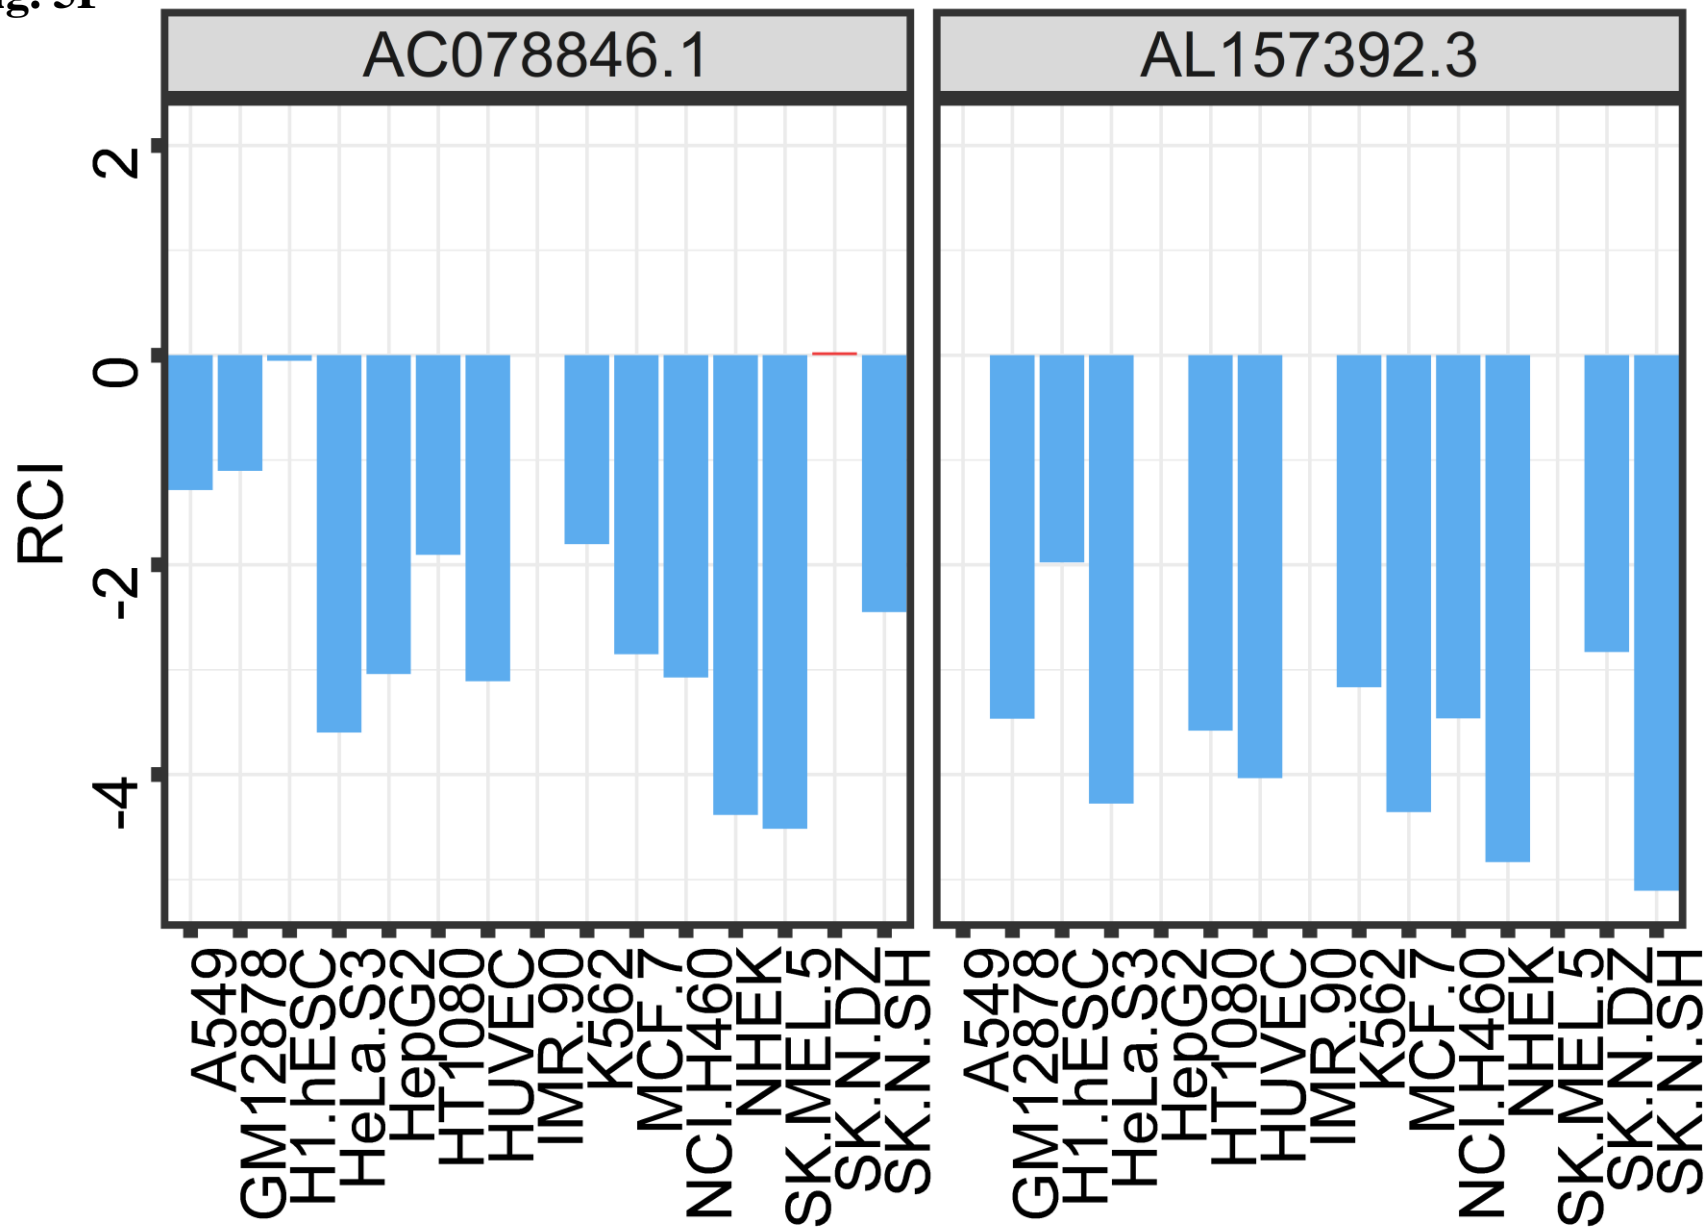 AC078846.1
AL157392.3
RCI
2
0
-2
-4
A549
GM12878
H1.hESC
HeLa.S3
HepG2
HT1080
HUVEC
IMR.90
K562
MCF.7
NCI.H460
NHEK
SK.MEL.5
SK.N.DZ
SK.N.SH
A549
GM12878
H1.hESC
HeLa.S3
HepG2
HT1080
HUVEC
IMR.90
K562
MCF.7
NCI.H460
NHEK
SK.MEL.5
SK.N.DZ
SK.N.SH